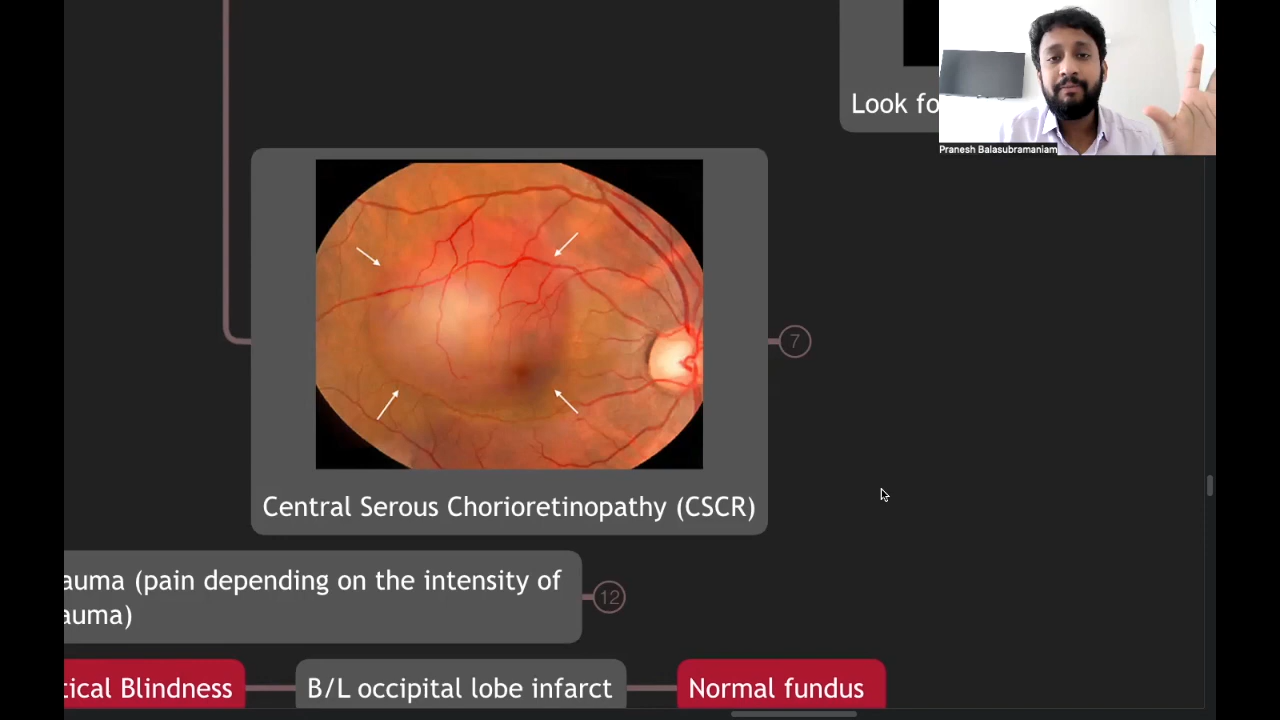 Look fo
Pranesh Balasubramaniam
7
Central Serous Chorioretinopathy (CSCR)
auma (pain depending on the intensity of
auma)
12
tical Blindness
B/L occipital lobe infarct
Normal fundus